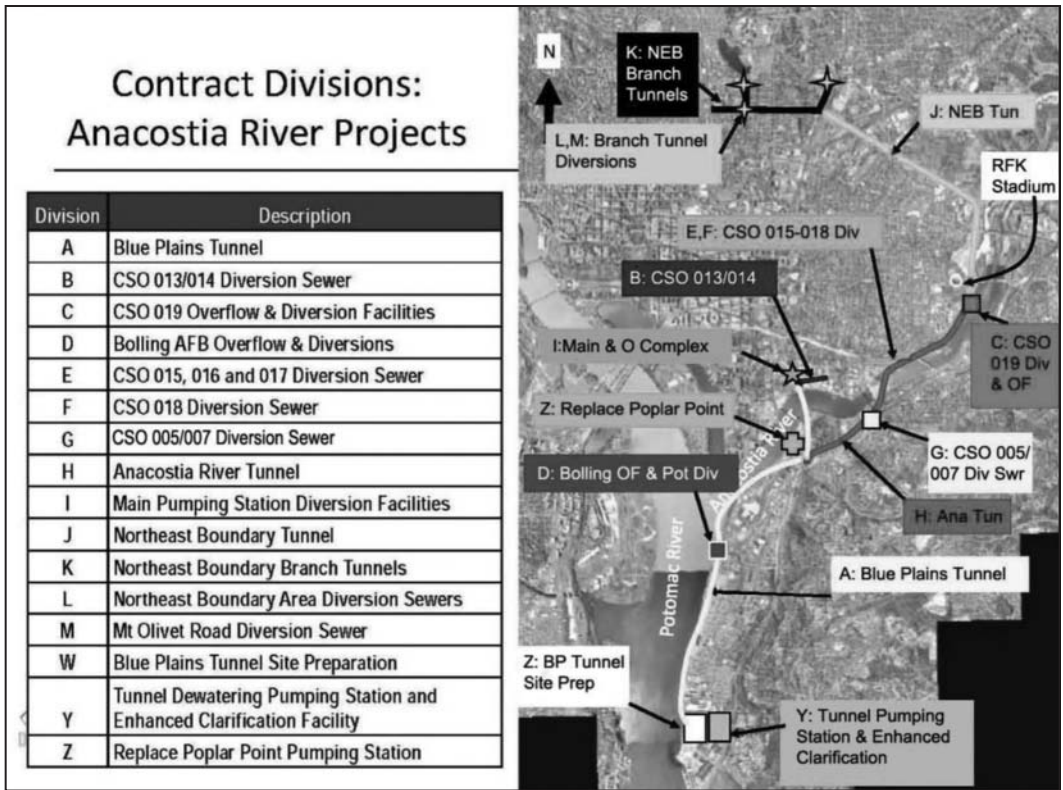 Contract Divisions:
Anacostia River Projects
Division Description
A Blue Plains Tunnel
B CSO 013/014 Diversion Sewer
C CSO 019 Overflow & Diversion Facilities
D Bolling AFB Overflow & Diversions
E CSO 015, 016 and 017 Diversion Sewer
F CSO 018 Diversion Sewer
G CSO 005/007 Diversion Sewer
H Anacostia River Tunnel
I Main Pumping Station Diversion Facilities
J Northeast Boundary Tunnel
K Northeast Boundary Branch Tunnels
L Northeast Boundary Area Diversion Sewers
M Mt Olivet Road Diversion Sewer
W Blue Plains Tunnel Site Preparation
Y Tunnel Dewatering Pumping Station and
Enhanced Clarification Facility
Z Replace Poplar Point Pumping Station
N
K: NEB
Branch
Tunnels
J: NEB Tun
L,M: Branch Tunnel
Diversions
RFK
Stadium
E,F: CSO 015-018 Div
B: CSO 013/014
I:Main & O Complex
C: CSO
019 Div
& OF
Z: Replace Poplar Point
Anacostia River
G: CSO 005/
007 Div Swr
D: Bolling OF & Pot Div
H: Ana Tun
Potomac River
A: Blue Plains Tunnel
Z: BP Tunnel
Site Prep
Y: Tunnel Pumping
Station & Enhanced
Clarification